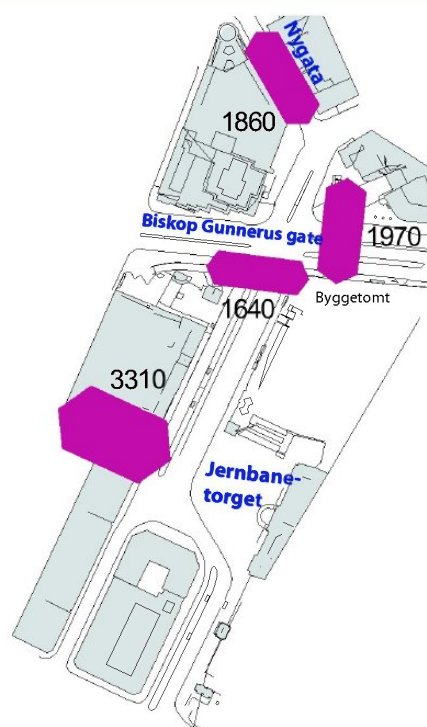 Nygata
1860
Biskop Gunnerus gate
1970
Byggetomt
1640
3310
Jernbane-
torget